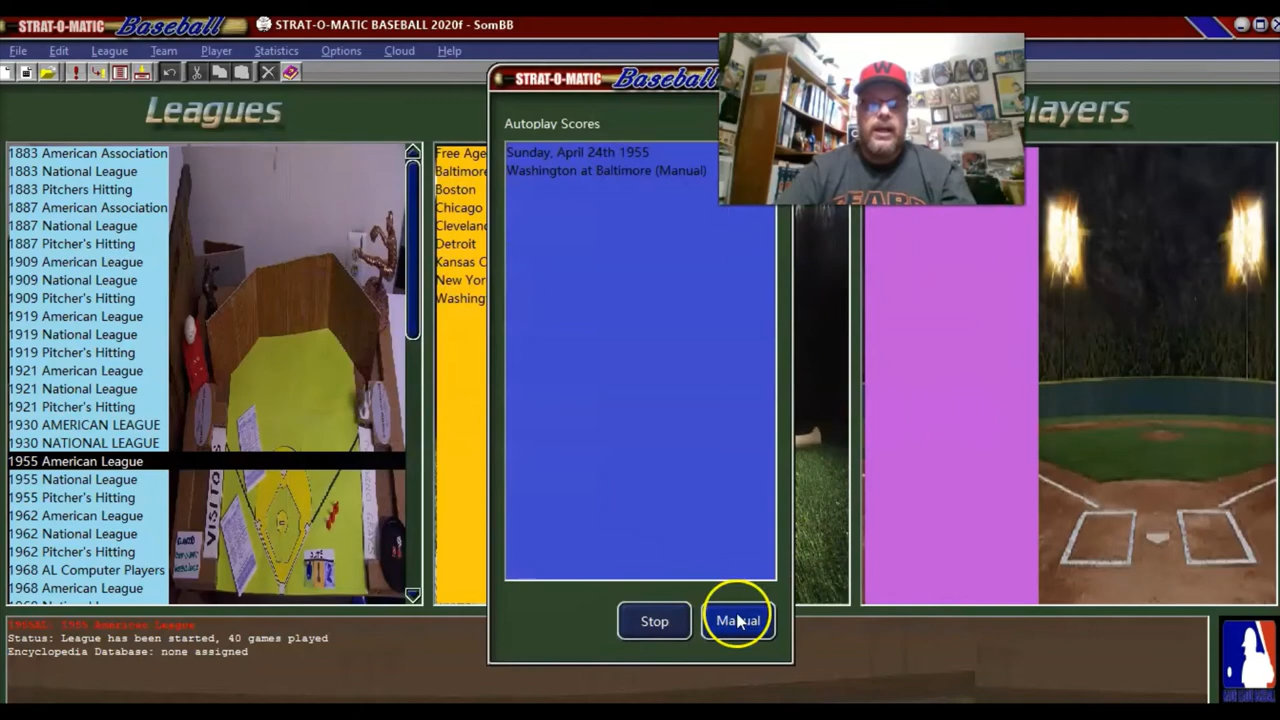 STRAT-O-MATIC Baseball STRAT-O-MATIC BASEBALL 2020f - SomBB
File Edit League Team Player Statistics Options Cloud Help
STRAT-O-MATIC Baseball
Leagues
layers
1883 American Association
1883 National League
1883 Pitchers Hitting
1887 American Association
1887 National League
1887 Pitcher's Hitting
1909 American League
1909 National League
1909 Pitcher's Hitting
1919 American League
1919 National League
1919 Pitcher's Hitting
1921 American League
1921 National League
1921 Pitcher's Hitting
1930 AMERICAN LEAGUE
1930 NATIONAL LEAGUE
1955 American League
1955 National League
1955 Pitcher's Hitting
1962 American League
1962 National League
1962 Pitcher's Hitting
1968 AL Computer Players
1968 American League
VISITO
Free Age
Baltimore
Boston
Chicago
Clevelan
Detroit
Kansas C
New Yor
Washing
Autoplay Scores
Sunday, April 24th 1955
Washington at Baltimore (Manual)
W
Stop
Manual
1955AL: 1955 American League
Status: League has been started, 40 games played
Encyclopedia Database: none assigned